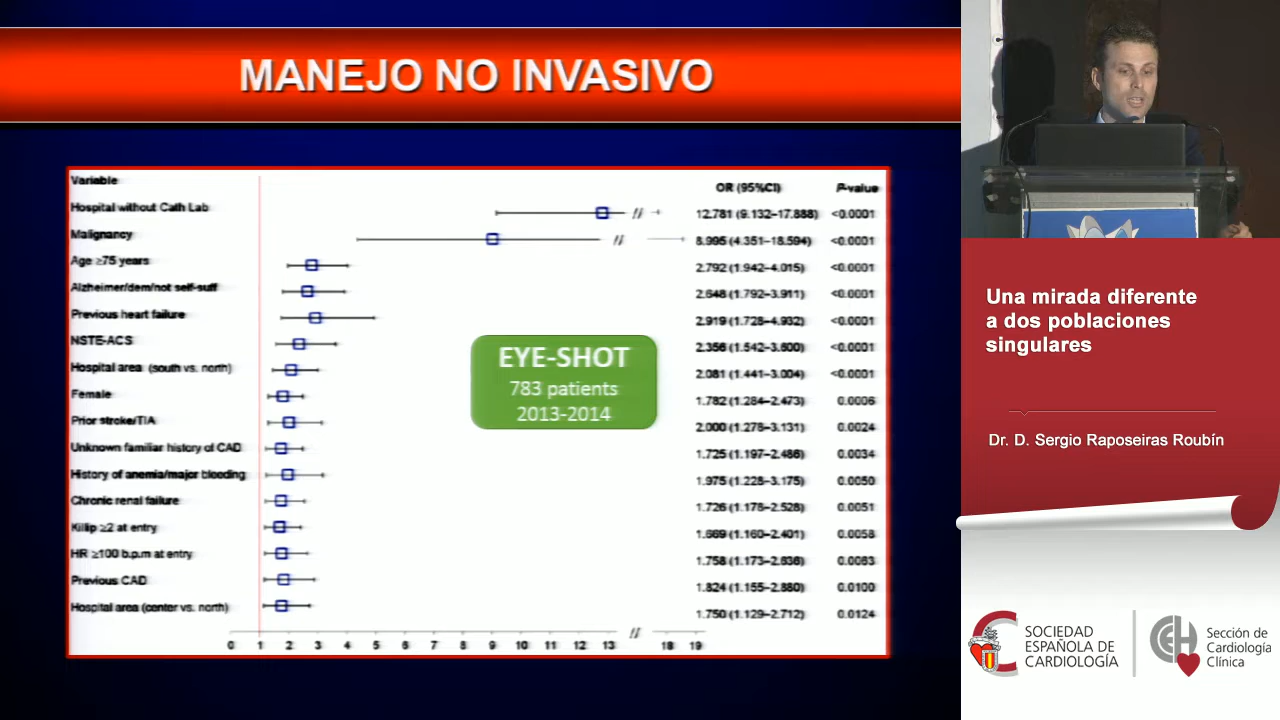 MANEJO NO INVASIVO
Variable OR (95%CI) P-value
Hospital without Cath Lab 12.781 (9.132–17.888) <0.0001
Malignancy 8.995 (4.351–18.594) <0.0001
Age ≥75 years 2.792 (1.942–4.015) <0.0001
Alzheimer/dem/not self-suff 2.648 (1.792–3.911) <0.0001
Previous heart failure 2.919 (1.728–4.932) <0.0001
NSTE-ACS 2.356 (1.542–3.600) <0.0001
Hospital area (south vs. north) 2.081 (1.441–3.004) <0.0001
Female 1.782 (1.284–2.473) 0.0006
Prior stroke/TIA 2.000 (1.278–3.131) 0.0024
Unknown familiar history of CAD 1.725 (1.197–2.486) 0.0034
History of anemia/major bleeding 1.975 (1.228–3.175) 0.0050
Chronic renal failure 1.726 (1.178–2.528) 0.0051
Killip ≥2 at entry 1.669 (1.160–2.401) 0.0058
HR ≥100 b.p.m at entry 1.758 (1.173–2.636) 0.0063
Previous CAD 1.824 (1.155–2.880) 0.0100
Hospital area (center vs. north) 1.750 (1.129–2.712) 0.0124
0 1 2 3 4 5 6 7 8 9 10 11 12 13 18 19
EYE-SHOT
783 patients
2013-2014
Una mirada diferente
a dos poblaciones
singulares
Dr. D. Sergio Raposeiras Roubín
SOCIEDAD
ESPAÑOLA DE
CARDIOLOGÍA
Sección de
Cardiología
Clínica